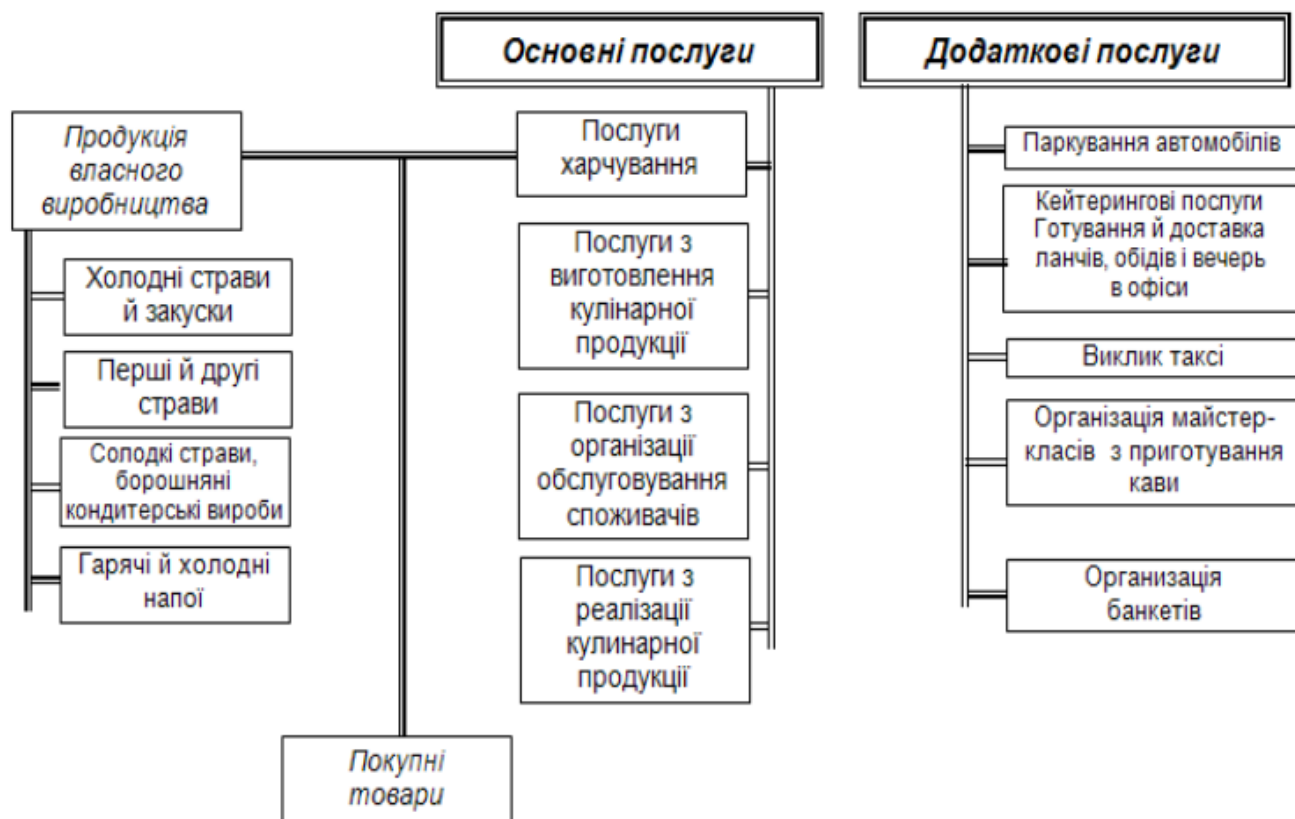 Основні послуги
Додаткові послуги
Продукція
власного
виробництва
Холодні страви
й закуски
Перші й другі
страви
Солодкі страви,
борошняні
кондитерські вироби
Гарячі й холодні
напої
Послуги
харчування
Послуги з
виготовлення
кулінарної
продукції
Послуги з
організації
обслуговування
споживачів
Послуги з
реалізації
кулинарної
продукції
Покупні
товари
Паркування автомобілів
Кейтерингові послуги
Готування й доставка
ланчів, обідів і вечерь
в офіси
Виклик таксі
Організація майстер-
класів з приготування
кави
Организація
банкетів